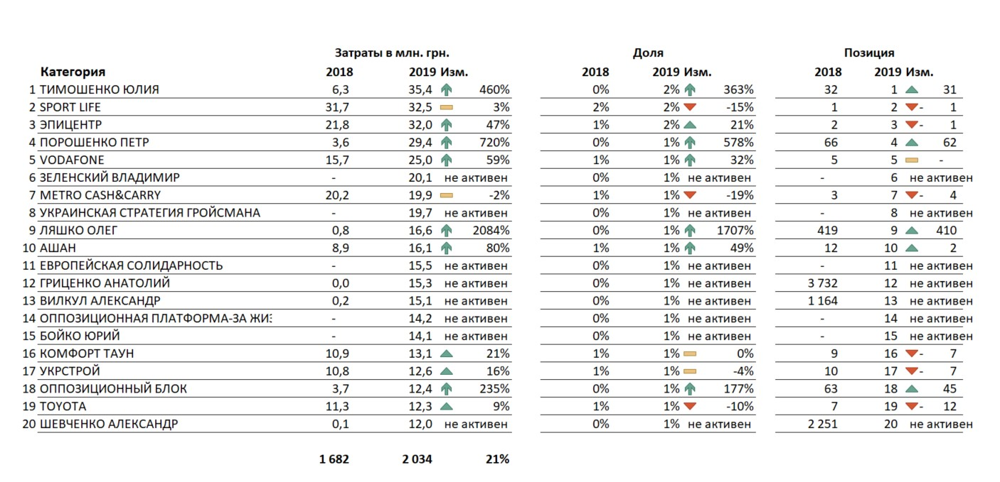 Затраты в млн. грн. Доля Позиция
Категория 2018 2019 Изм. 2018 2019 Изм. 2018 2019 Изм.
1 ТИМОШЕНКО ЮЛИЯ 6,3 35,4 460% 0% 2% 363% 32 1 31
2 SPORT LIFE 31,7 32,5 3% 2% 2% -15% 1 2 - 1
3 ЭПИЦЕНТР 21,8 32,0 47% 1% 2% 21% 2 3 - 1
4 ПОРОШЕНКО ПЕТР 3,6 29,4 720% 0% 1% 578% 66 4 62
5 VODAFONE 15,7 25,0 59% 1% 1% 32% 5 5 -
6 ЗЕЛЕНСКИЙ ВЛАДИМИР - 20,1 не активен 0% 1% не активен - 6 не активен
7 METRO CASH&CARRY 20,2 19,9 -2% 1% 1% -19% 3 7 - 4
8 УКРАИНСКАЯ СТРАТЕГИЯ ГРОЙСМАНА - 19,7 не активен 0% 1% не активен - 8 не активен
9 ЛЯШКО ОЛЕГ 0,8 16,6 2084% 0% 1% 1707% 419 9 410
10 АШАН 8,9 16,1 80% 1% 1% 49% 12 10 2
11 ЕВРОПЕЙСКАЯ СОЛИДАРНОСТЬ - 15,5 не активен 0% 1% не активен - 11 не активен
12 ГРИЦЕНКО АНАТОЛИЙ 0,0 15,3 не активен 0% 1% не активен 3 732 12 не активен
13 ВИЛКУЛ АЛЕКСАНДР 0,2 15,1 не активен 0% 1% не активен 1 164 13 не активен
14 ОППОЗИЦИОННАЯ ПЛАТФОРМА-ЗА ЖИЗ - 14,2 не активен 0% 1% не активен - 14 не активен
15 БОЙКО ЮРИЙ - 14,1 не активен 0% 1% не активен - 15 не активен
16 КОМФОРТ ТАУН 10,9 13,1 21% 1% 1% 0% 9 16 - 7
17 УКРСТРОЙ 10,8 12,6 16% 1% 1% -4% 10 17 - 7
18 ОППОЗИЦИОННЫЙ БЛОК 3,7 12,4 235% 0% 1% 177% 63 18 45
19 TOYOTA 11,3 12,3 9% 1% 1% -10% 7 19 - 12
20 ШЕВЧЕНКО АЛЕКСАНДР 0,1 12,0 не активен 0% 1% не активен 2 251 20 не активен
1 682 2 034 21%